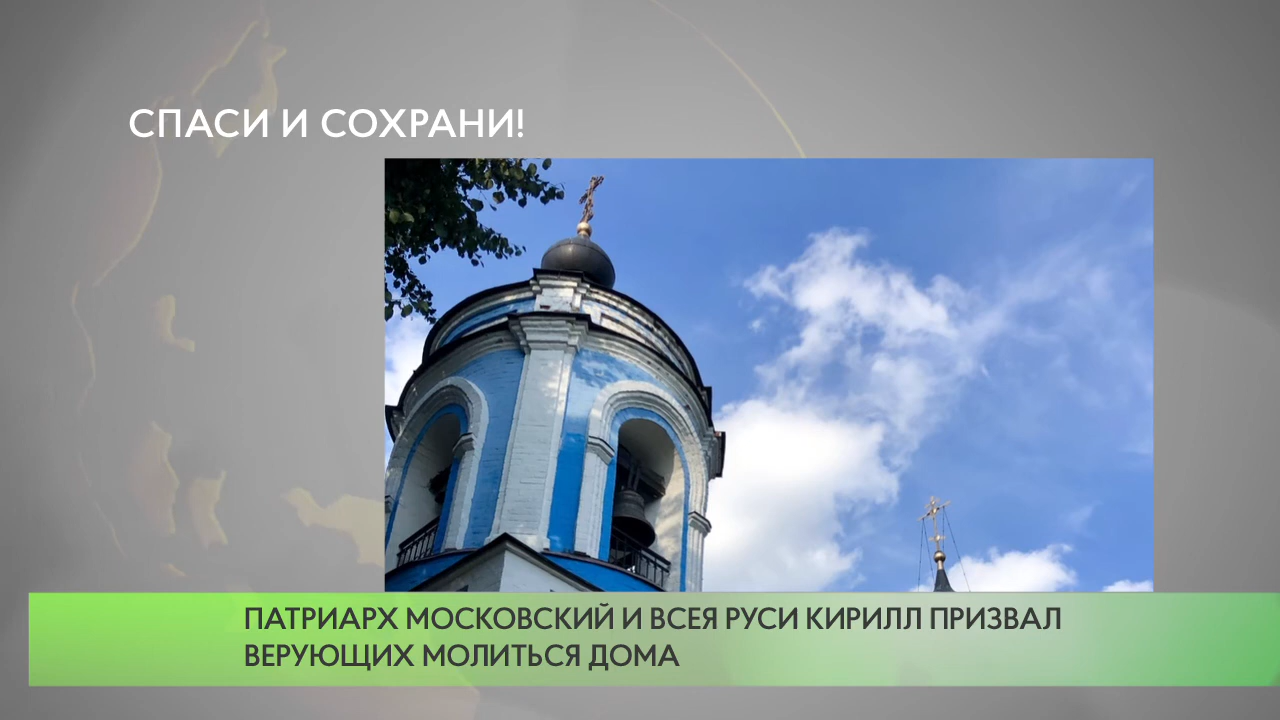 СПАСИ И СОХРАНИ!
ПАТРИАРХ МОСКОВСКИЙ И ВСЕЯ РУСИ КИРИЛЛ ПРИЗВАЛ
ВЕРУЮЩИХ МОЛИТЬСЯ ДОМА